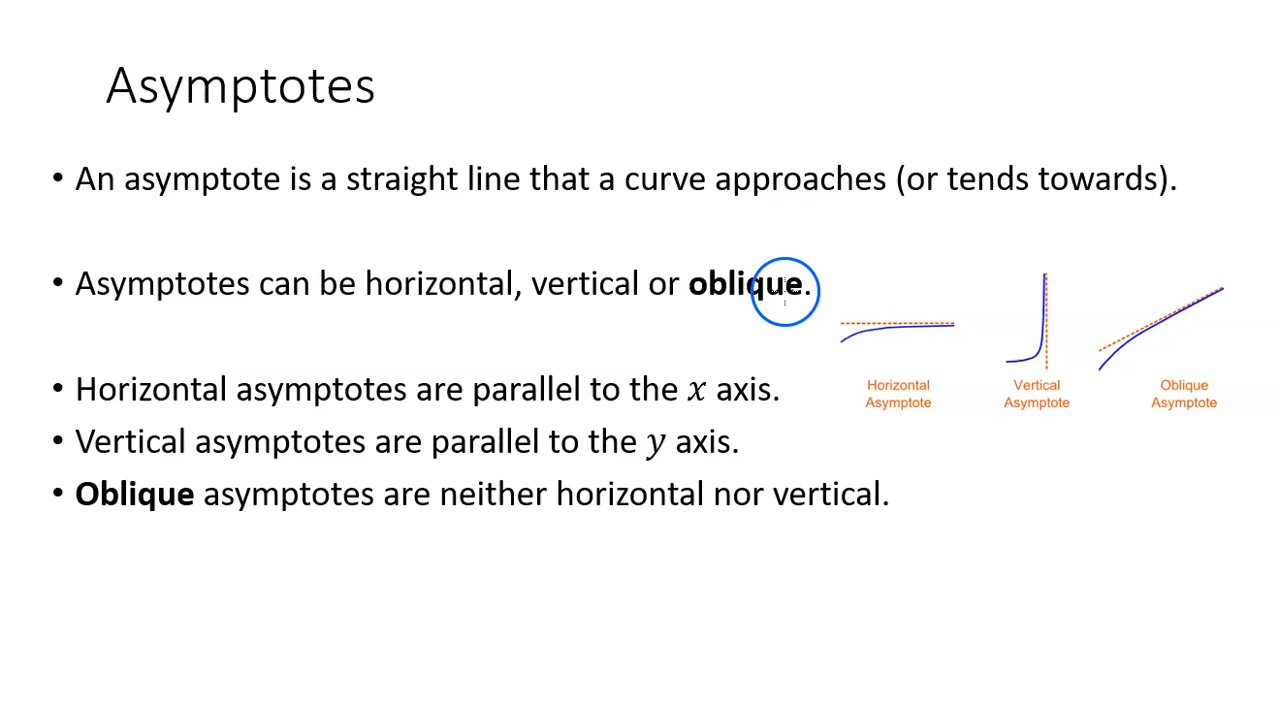 Asymptotes
• An asymptote is a straight line that a curve approaches (or tends towards).
• Asymptotes can be horizontal, vertical or oblique.
• Horizontal asymptotes are parallel to the x axis.
• Vertical asymptotes are parallel to the y axis.
• Oblique asymptotes are neither horizontal nor vertical.
Horizontal
Asymptote
Vertical
Asymptote
Oblique
Asymptote